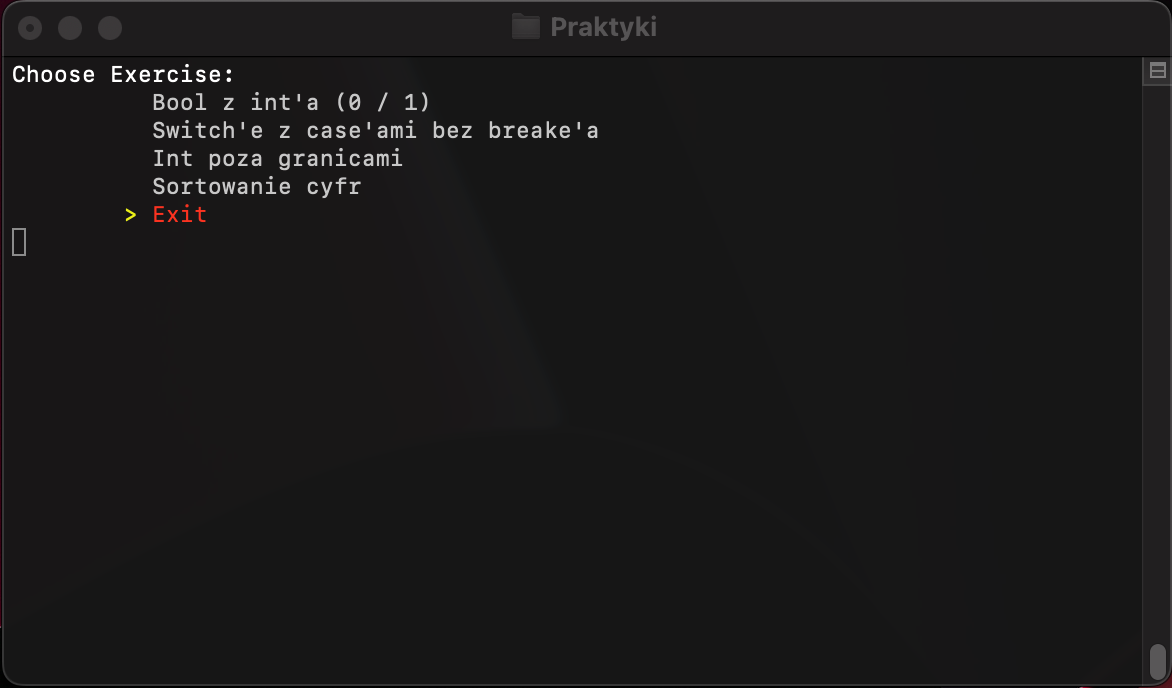 Praktyki
Choose Exercise:
Bool z int'a (0 / 1)
Switch'e z case'ami bez breake'a
Int poza granicami
Sortowanie cyfr
> Exit